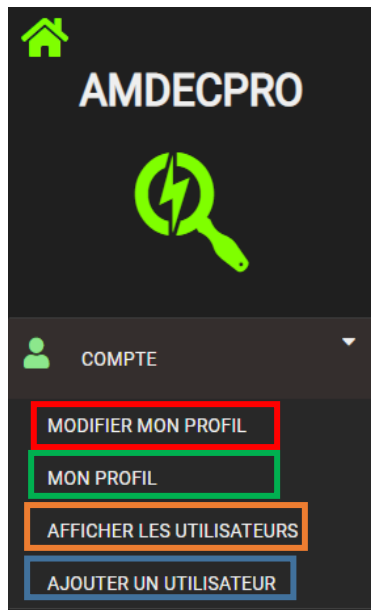 AMDECPRO
COMPTE
MODIFIER MON PROFIL
MON PROFIL
AFFICHER LES UTILISATEURS
AJOUTER UN UTILISATEUR